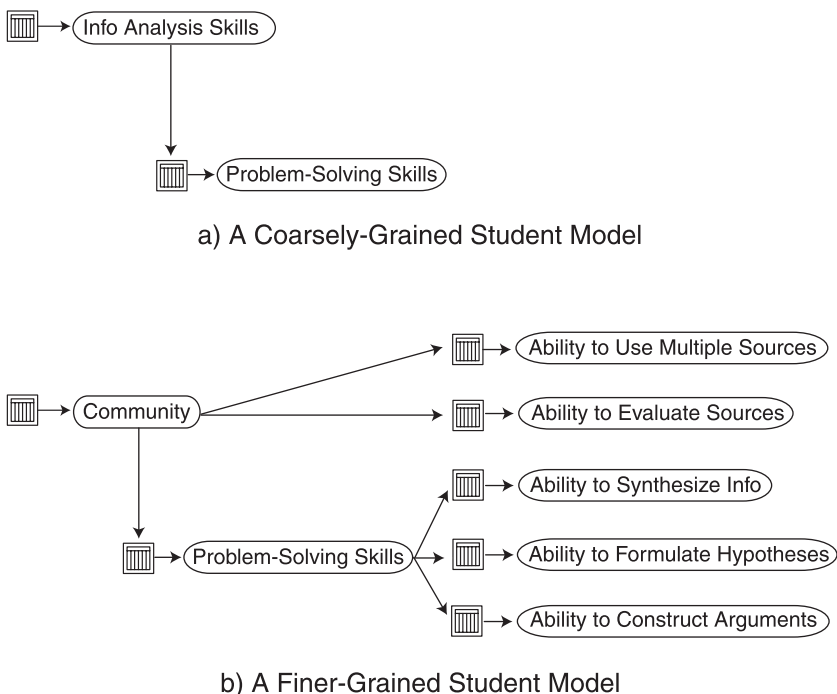 Info Analysis Skills
Problem-Solving Skills
a) A Coarsely-Grained Student Model
Ability to Use Multiple Sources
Community
Ability to Evaluate Sources
Ability to Synthesize Info
Problem-Solving Skills
Ability to Formulate Hypotheses
Ability to Construct Arguments
b) A Finer-Grained Student Model